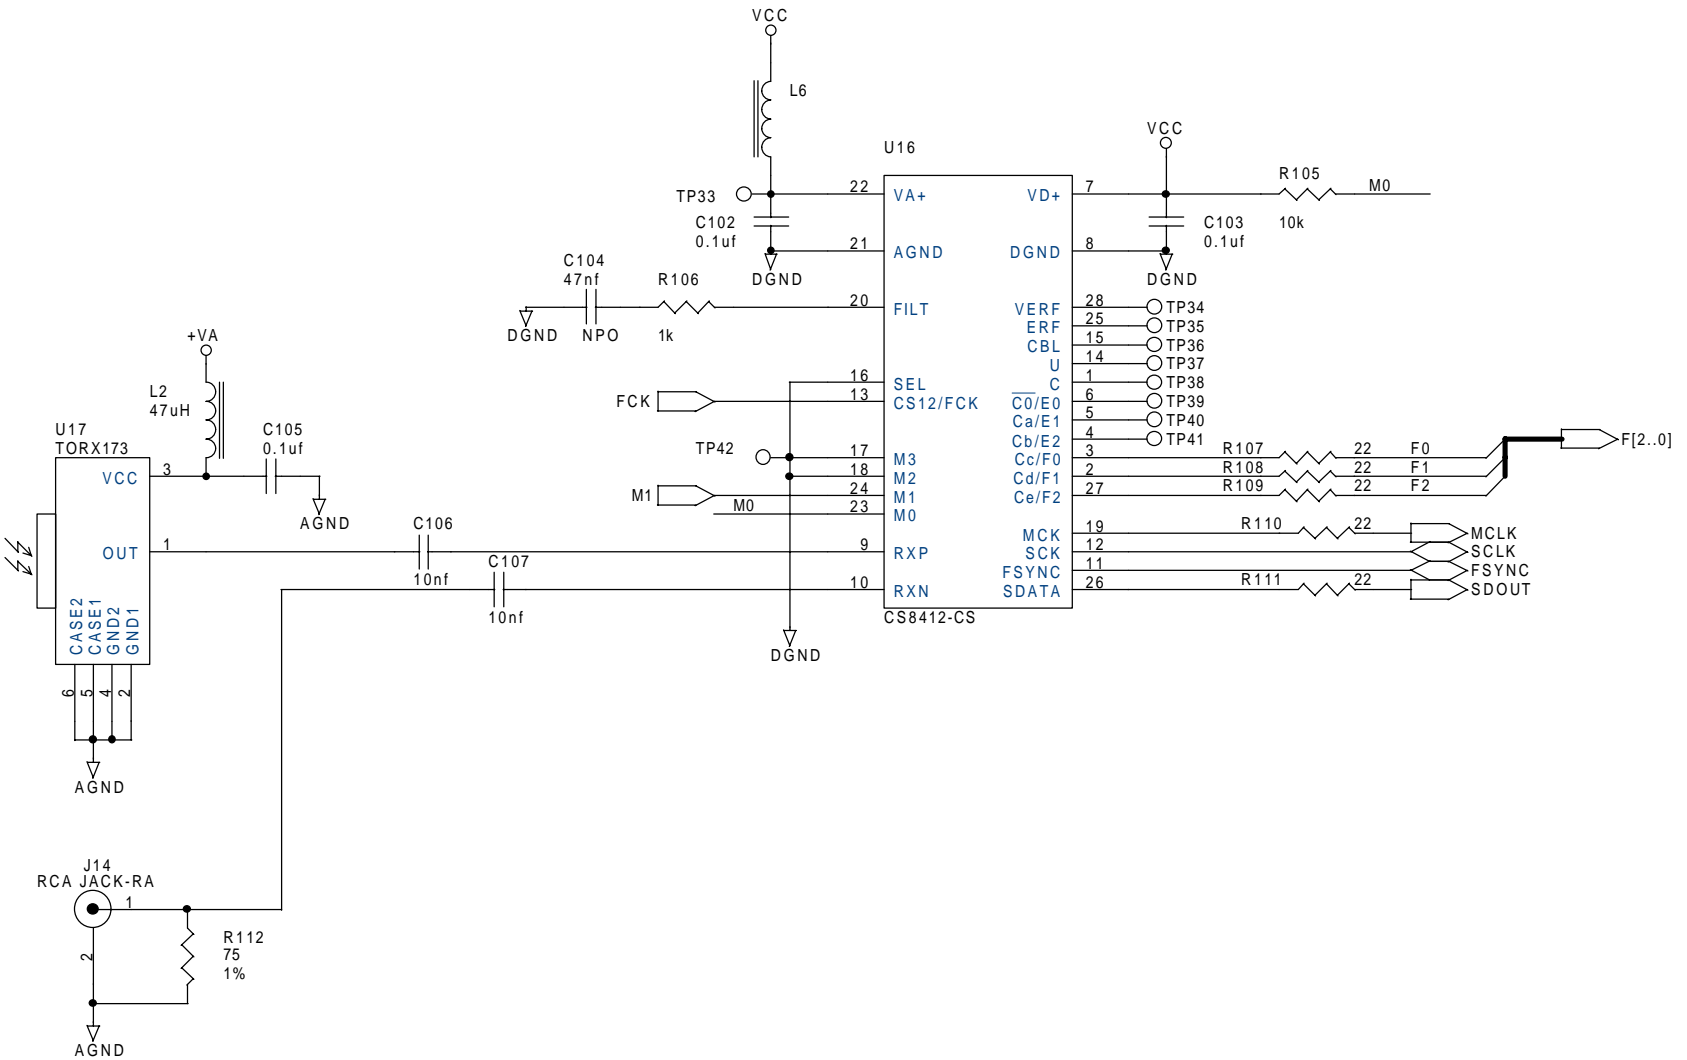 VCC
L6
TP33
C102
0.1uf
DGND
C104
47nf
NPO
DGND
R106
1k
U16
22 VA+
21 AGND
20 FILT
16 SEL
13 CS12/FCK
17 M3
18 M2
24 M1
23 M0
9 RXP
10 RXN
CS8412-CS
VD+ 7
DGND 8
VERF 28 TP34
ERF 25 TP35
CBL 15 TP36
U 14 TP37
C 1 TP38
C0/E0 6 TP39
Ca/E1 5 TP40
Cb/E2 4 TP41
Cc/F0 3 R107 22 F0
Cd/F1 2 R108 22 F1
Ce/F2 27 R109 22 F2
F[2..0]
MCK 19 R110 22 MCLK
SCK 12 SCLK
FSYNC 11 FSYNC
SDATA 26 R111 22 SDOUT
VCC
C103
0.1uf
DGND
R105
10k
M0
FCK
TP42
M1
M0
DGND
+VA
L2
47uH
C105
0.1uf
AGND
U17
TORX173
VCC 3
OUT 1
CASE2 6
CASE1 5
GND2 4
GND1 2
AGND
C106
10nf
C107
10nf
J14
RCA JACK-RA
1
2
R112
75
1%
AGND